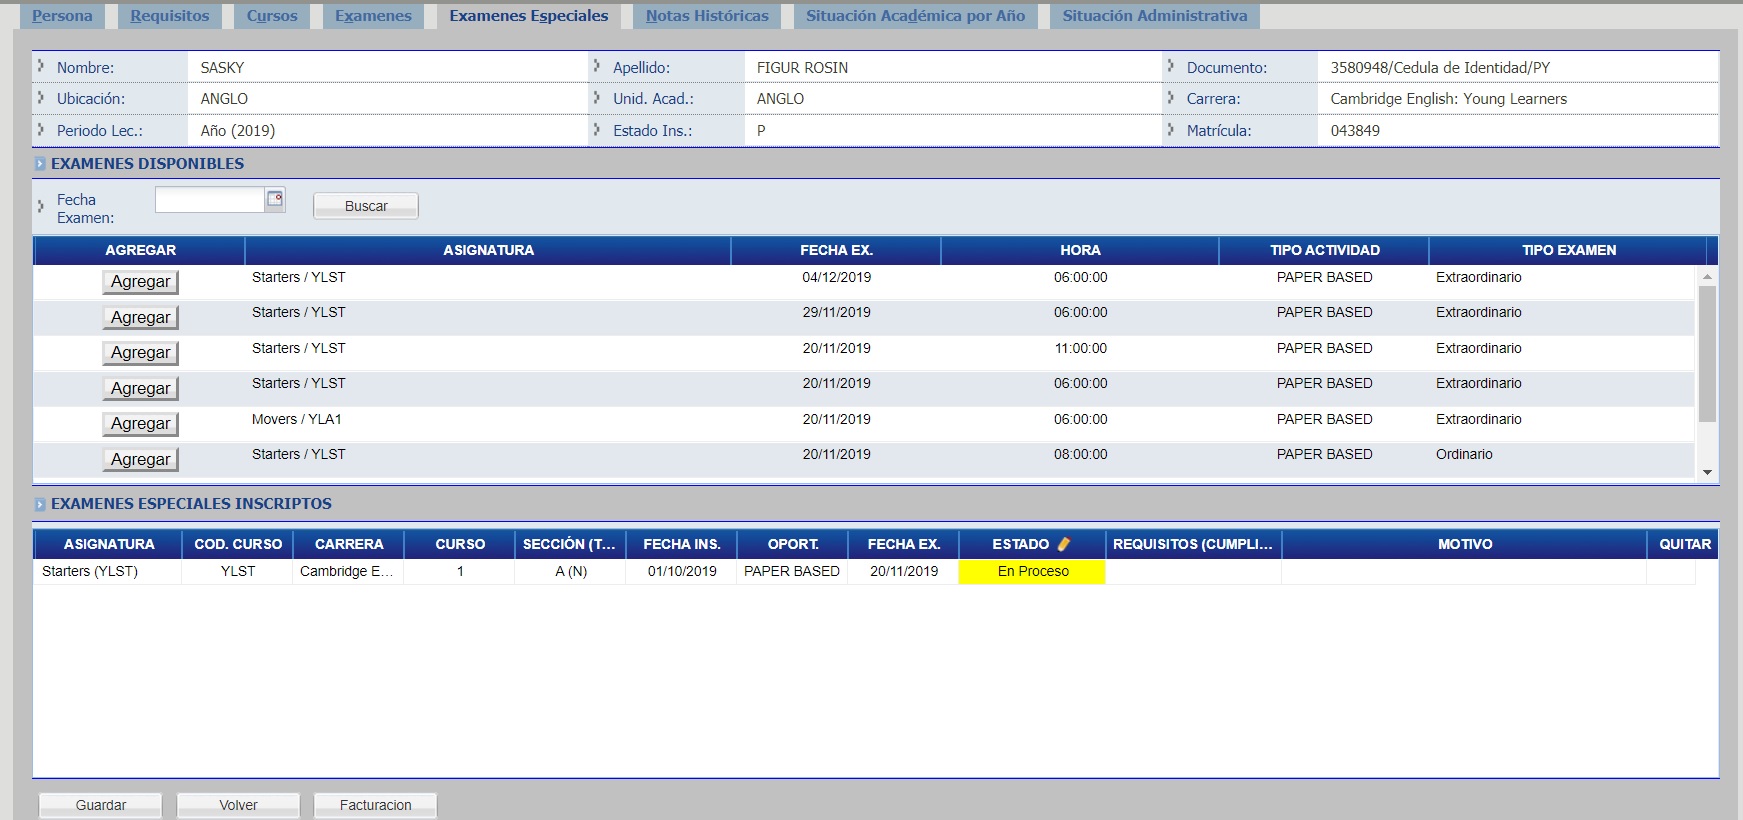 Persona Requisitos Cursos Examenes Examenes Especiales Notas Históricas Situación Académica por Año Situación Administrativa
Nombre: SASKY Apellido: FIGUR ROSIN Documento: 3580948/Cedula de Identidad/PY
Ubicación: ANGLO Unid. Acad.: ANGLO Carrera: Cambridge English: Young Learners
Periodo Lec.: Año (2019) Estado Ins.: P Matrícula: 043849
EXAMENES DISPONIBLES
Fecha
Examen:
Buscar
AGREGAR ASIGNATURA FECHA EX. HORA TIPO ACTIVIDAD TIPO EXAMEN
Agregar Starters / YLST 04/12/2019 06:00:00 PAPER BASED Extraordinario
Agregar Starters / YLST 29/11/2019 06:00:00 PAPER BASED Extraordinario
Agregar Starters / YLST 20/11/2019 11:00:00 PAPER BASED Extraordinario
Agregar Starters / YLST 20/11/2019 06:00:00 PAPER BASED Extraordinario
Agregar Movers / YLA1 20/11/2019 06:00:00 PAPER BASED Extraordinario
Agregar Starters / YLST 20/11/2019 08:00:00 PAPER BASED Ordinario
EXAMENES ESPECIALES INSCRIPTOS
ASIGNATURA COD. CURSO CARRERA CURSO SECCIÓN (T... FECHA INS. OPORT. FECHA EX. ESTADO REQUISITOS (CUMPLI... MOTIVO QUITAR
Starters (YLST) YLST Cambridge E... 1 A (N) 01/10/2019 PAPER BASED 20/11/2019 En Proceso
Guardar Volver Facturacion